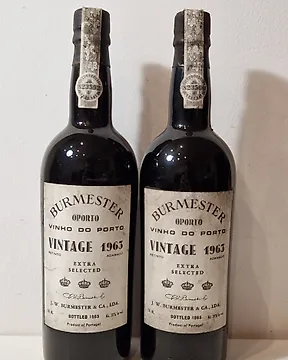 BURMESTER
OPORTO
VINHO DO PORTO
VINTAGE 1963
EXTRA
SELECTED
J. W. BURMESTER & CA., LDA.
BOTTLED 1965
Product of Portugal
BURMESTER
OPORTO
VINHO DO PORTO
VINTAGE 1963
EXTRA
SELECTED
J. W. BURMESTER & CA., LDA.
BOTTLED 1965
Product of Portugal